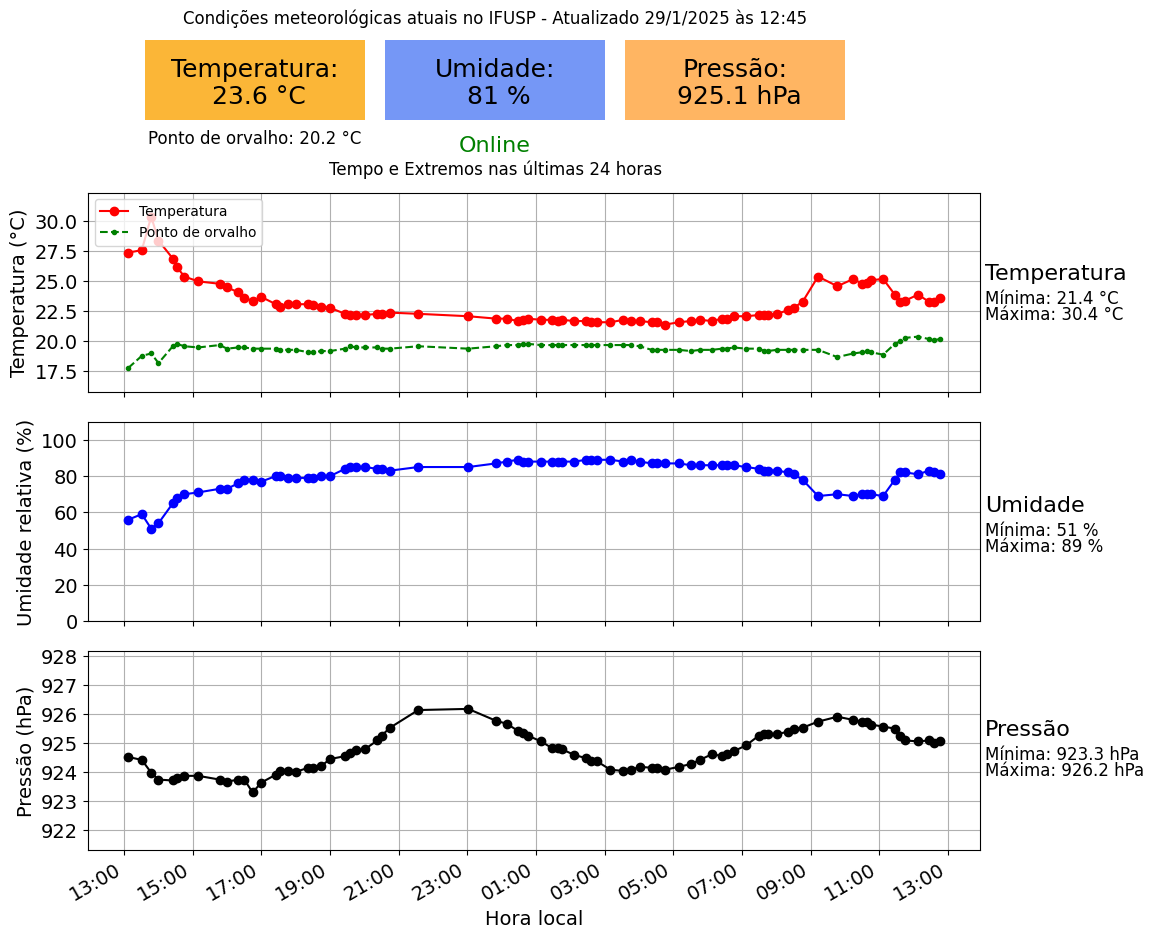 Condições meteorológicas atuais no IFUSP - Atualizado 29/1/2025 às 12:45
Temperatura:
23.6 °C
Umidade:
81 %
Pressão:
925.1 hPa
Ponto de orvalho: 20.2 °C
Online
Tempo e Extremos nas últimas 24 horas
Temperatura (°C)
30.0
27.5
25.0
22.5
20.0
17.5
Temperatura
Ponto de orvalho
Temperatura
Mínima: 21.4 °C
Máxima: 30.4 °C
Umidade relativa (%)
100
80
60
40
20
0
Umidade
Mínima: 51 %
Máxima: 89 %
Pressão (hPa)
928
927
926
925
924
923
922
Pressão
Mínima: 923.3 hPa
Máxima: 926.2 hPa
13:00 15:00 17:00 19:00 21:00 23:00 01:00 03:00 05:00 07:00 09:00 11:00 13:00
Hora local